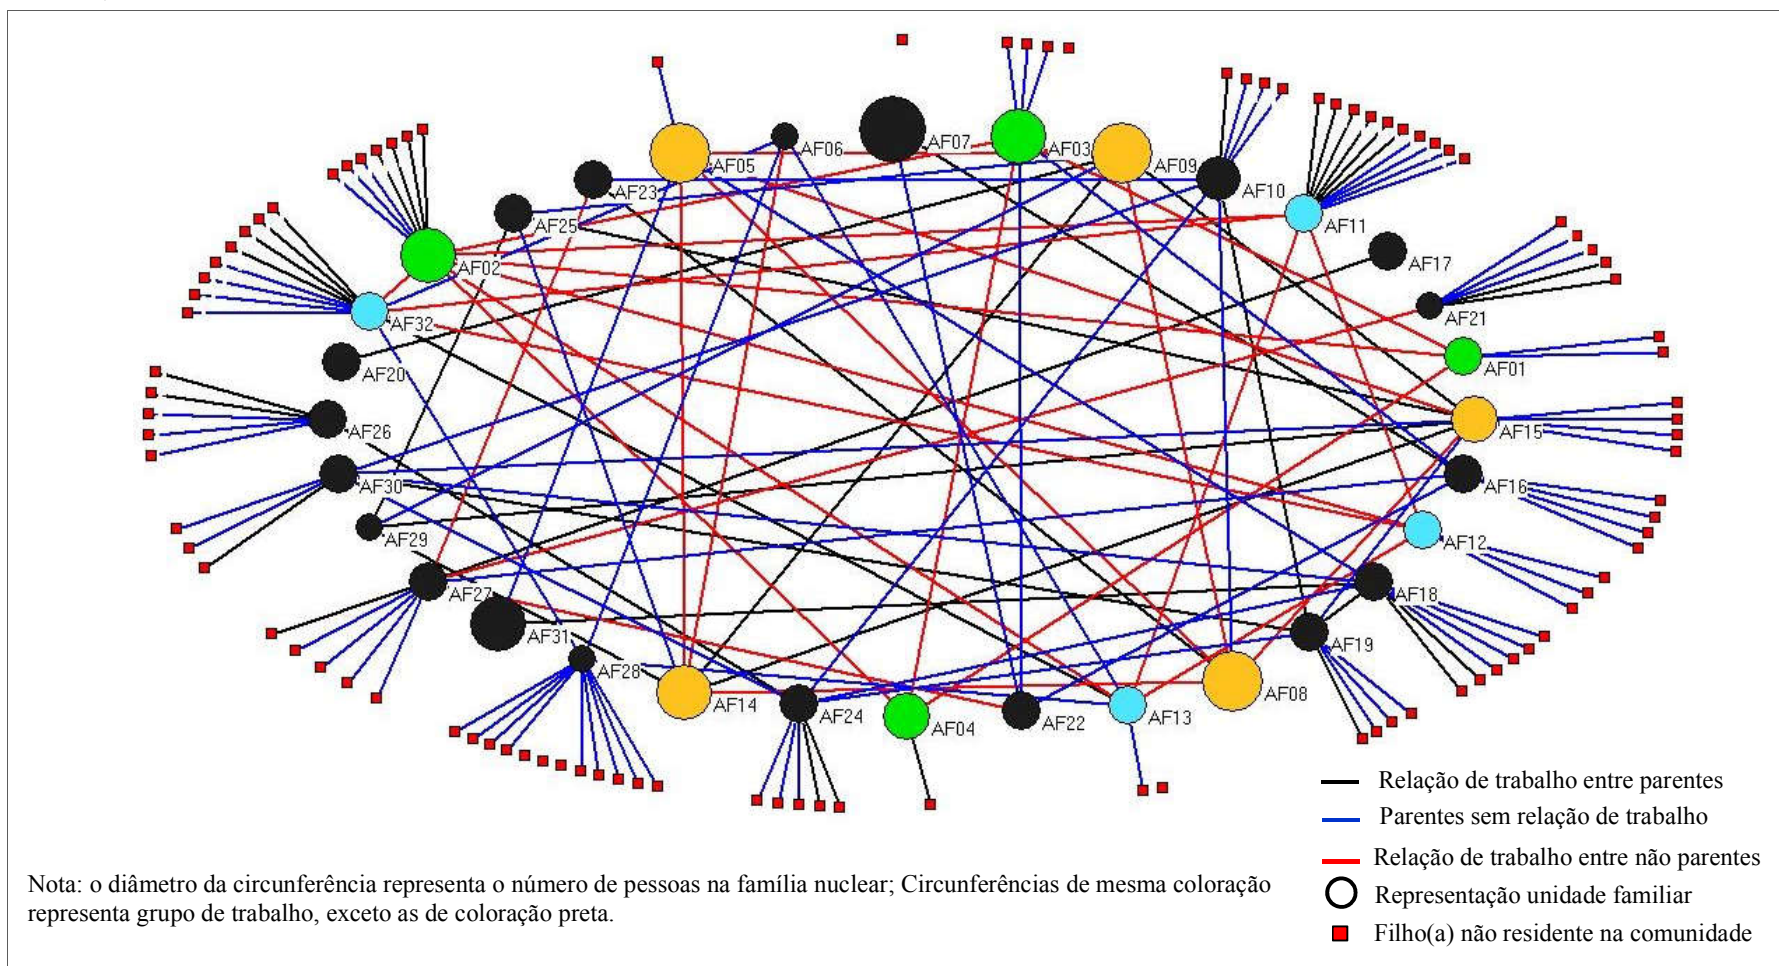 AF07
AF03
AF06
AF05
AF09
AF10
AF23
AF25
AF11
AF02
AF17
AF32
AF21
AF20
AF01
AF26
AF15
AF30
AF16
AF29
AF12
AF27
AF18
AF31
AF19
AF28
AF08
AF14
AF24
AF04
AF22
AF13
Relação de trabalho entre parentes
Parentes sem relação de trabalho
Relação de trabalho entre não parentes
Representação unidade familiar
Filho(a) não residente na comunidade
Nota: o diâmetro da circunferência representa o número de pessoas na família nuclear; Circunferências de mesma coloração
representa grupo de trabalho, exceto as de coloração preta.